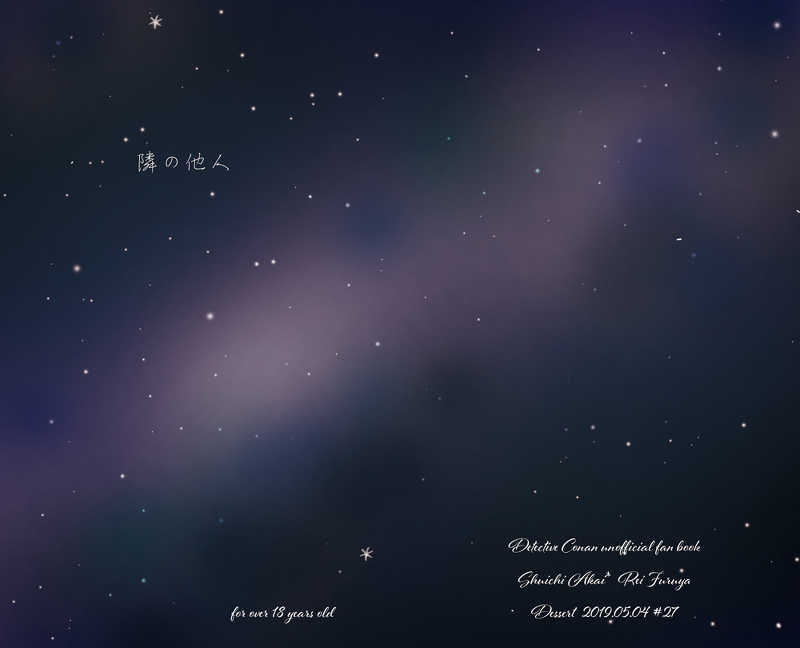 隣の他人
Detective Conan unofficial fan book
Shuichi Akai* Rei Furuya
for over 18 years old
Dessert 2019.05.04 #27